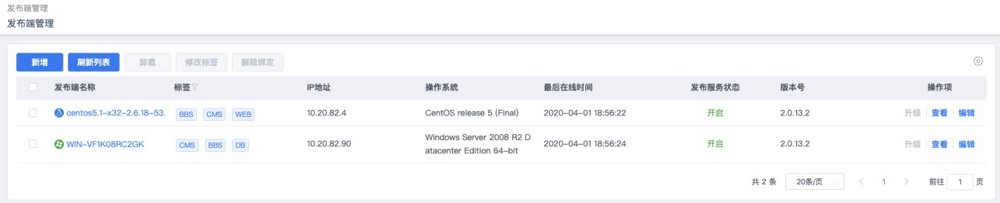 发布端管理
发布端管理
新增 刷新列表 卸载 修改标签 解除绑定
发布端名称 标签 IP地址 操作系统 最后在线时间 发布服务状态 版本号 操作项
centos5.1-x32-2.6.18-53.. BBS CMS WEB 10.20.82.4 CentOS release 5 (Final) 2020-04-01 18:56:22 开启 2.0.13.2 升级 查看 编辑
WIN-VF1K08RC2GK CMS BBS DB 10.20.82.90 Windows Server 2008 R2 D 2020-04-01 18:56:24 开启 2.0.13.2 升级 查看 编辑
atacenter Edition 64-bit
共 2 条 20条/页 1 前往 1 页